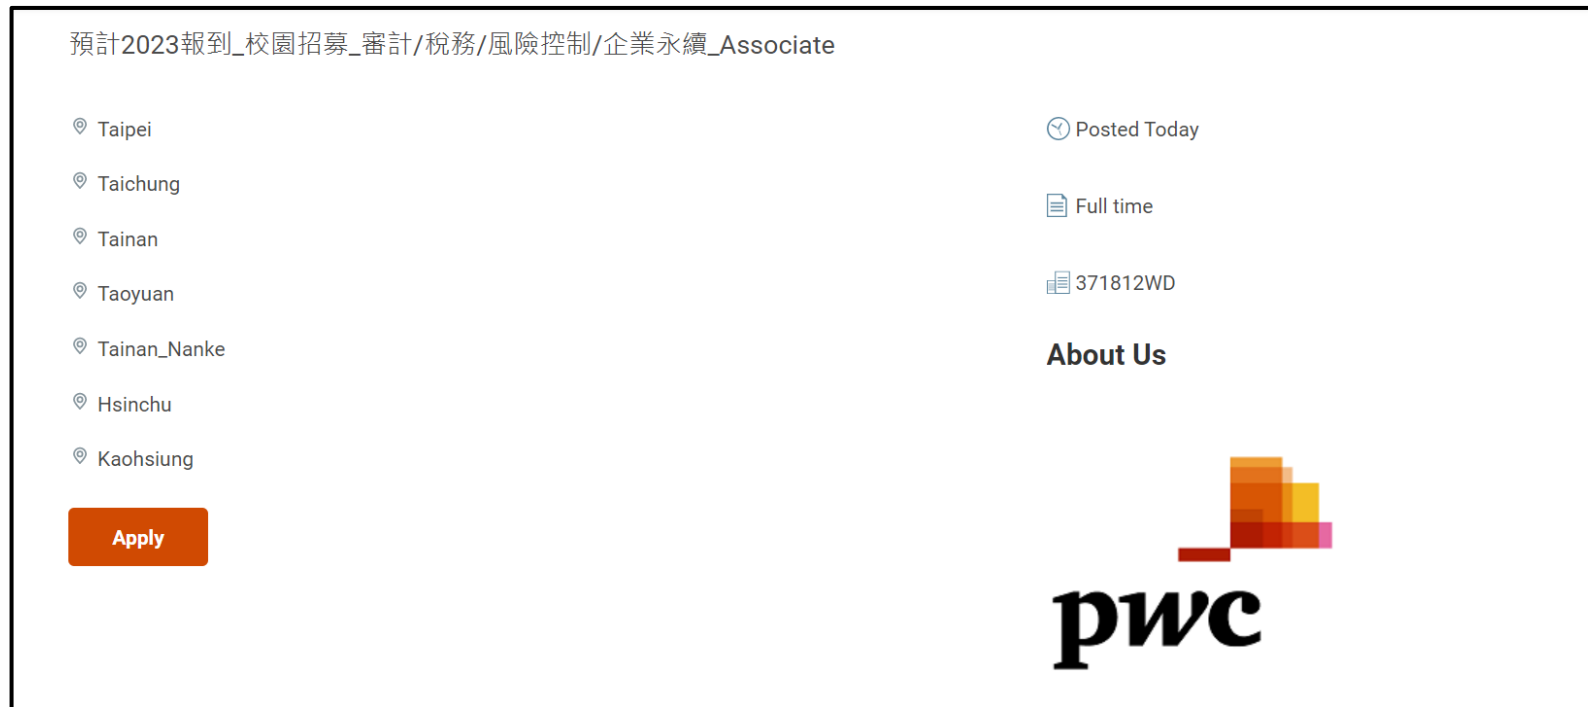 預計2023報到_校園招募_審計/稅務/風險控制/企業永續_Associate
Taipei
Taichung
Tainan
Taoyuan
Tainan_Nanke
Hsinchu
Kaohsiung
Apply
Posted Today
Full time
371812WD
About Us
pwc